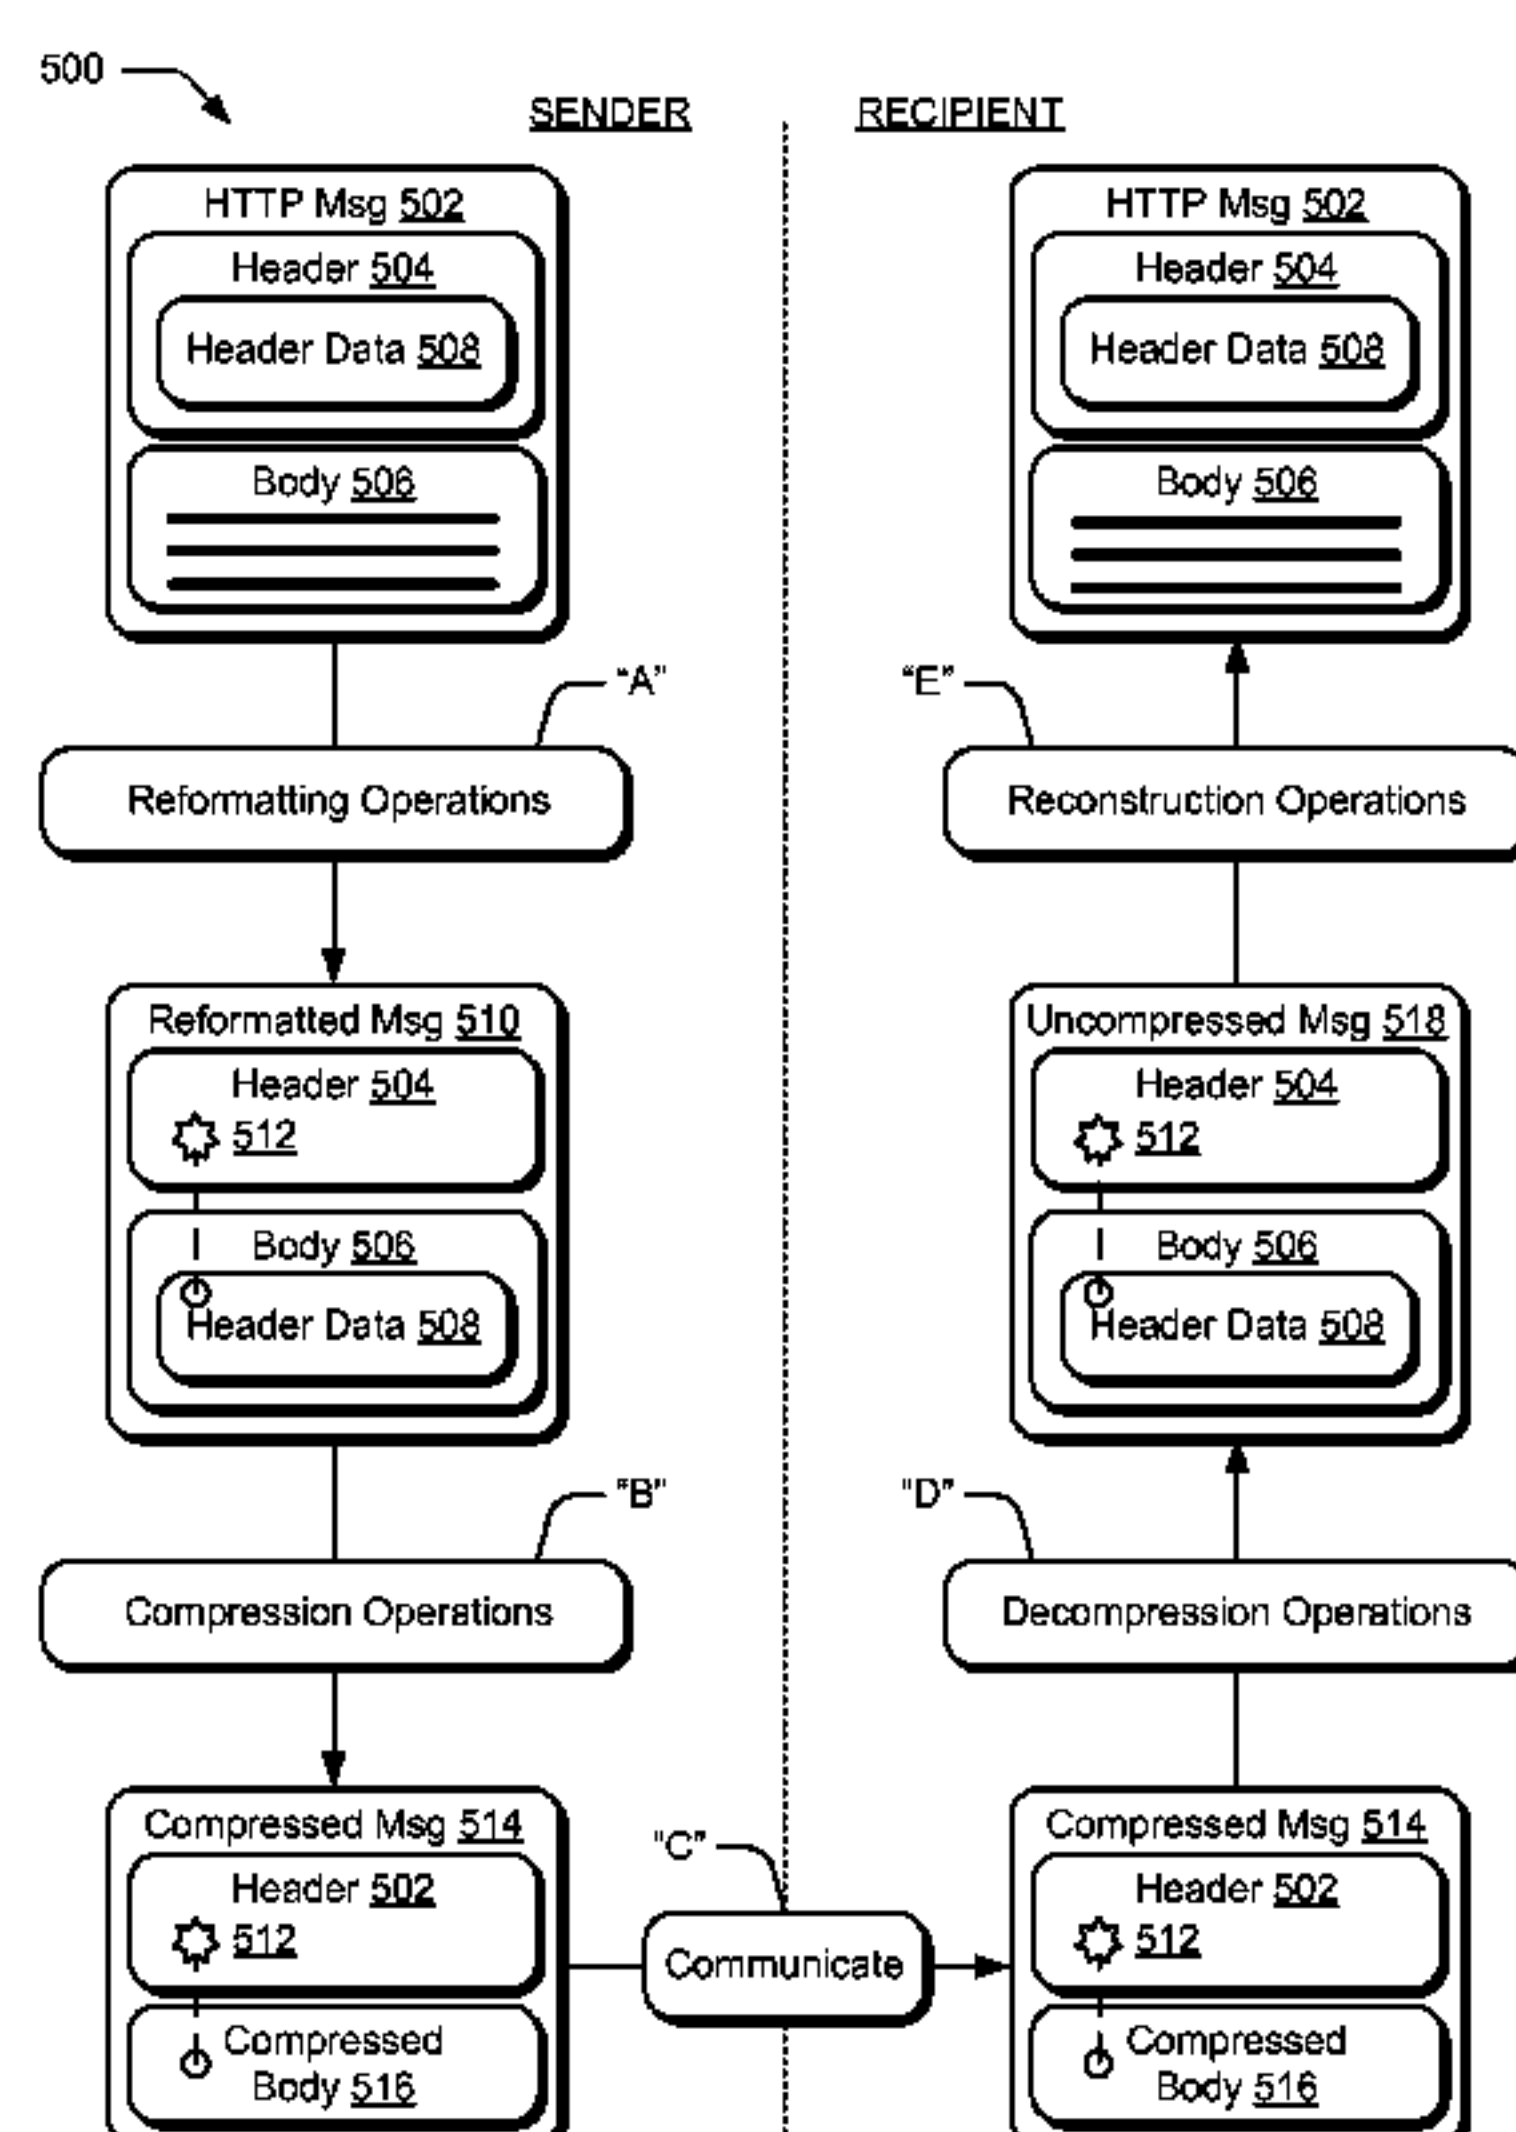 500
SENDER
RECIPIENT
HTTP Msg 502
Header 504
Header Data 508
Body 506
HTTP Msg 502
Header 504
Header Data 508
Body 506
"A"
Reformatting Operations
"E"
Reconstruction Operations
Reformatted Msg 510
Header 504
512
Body 506
Header Data 508
Uncompressed Msg 518
Header 504
512
Body 506
Header Data 508
"B"
Compression Operations
"D"
Decompression Operations
Compressed Msg 514
Header 502
512
Compressed
Body 516
"C"
Communicate
Compressed Msg 514
Header 502
512
Compressed
Body 516